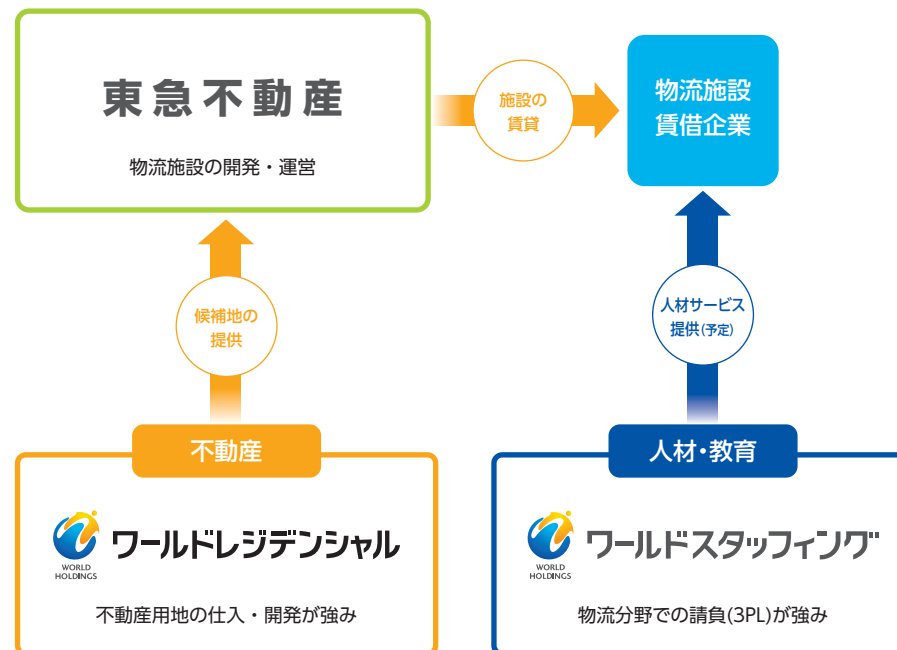 東急不動産
物流施設の開発・運営
施設の
賃貸
物流施設
賃借企業
候補地の
提供
人材サービス
提供(予定)
不動産
WORLD
HOLDINGS
ワールドレジデンシャル
不動産用地の仕入・開発が強み
人材・教育
WORLD
HOLDINGS
ワールドスタッフィング
物流分野での請負(3PL)が強み